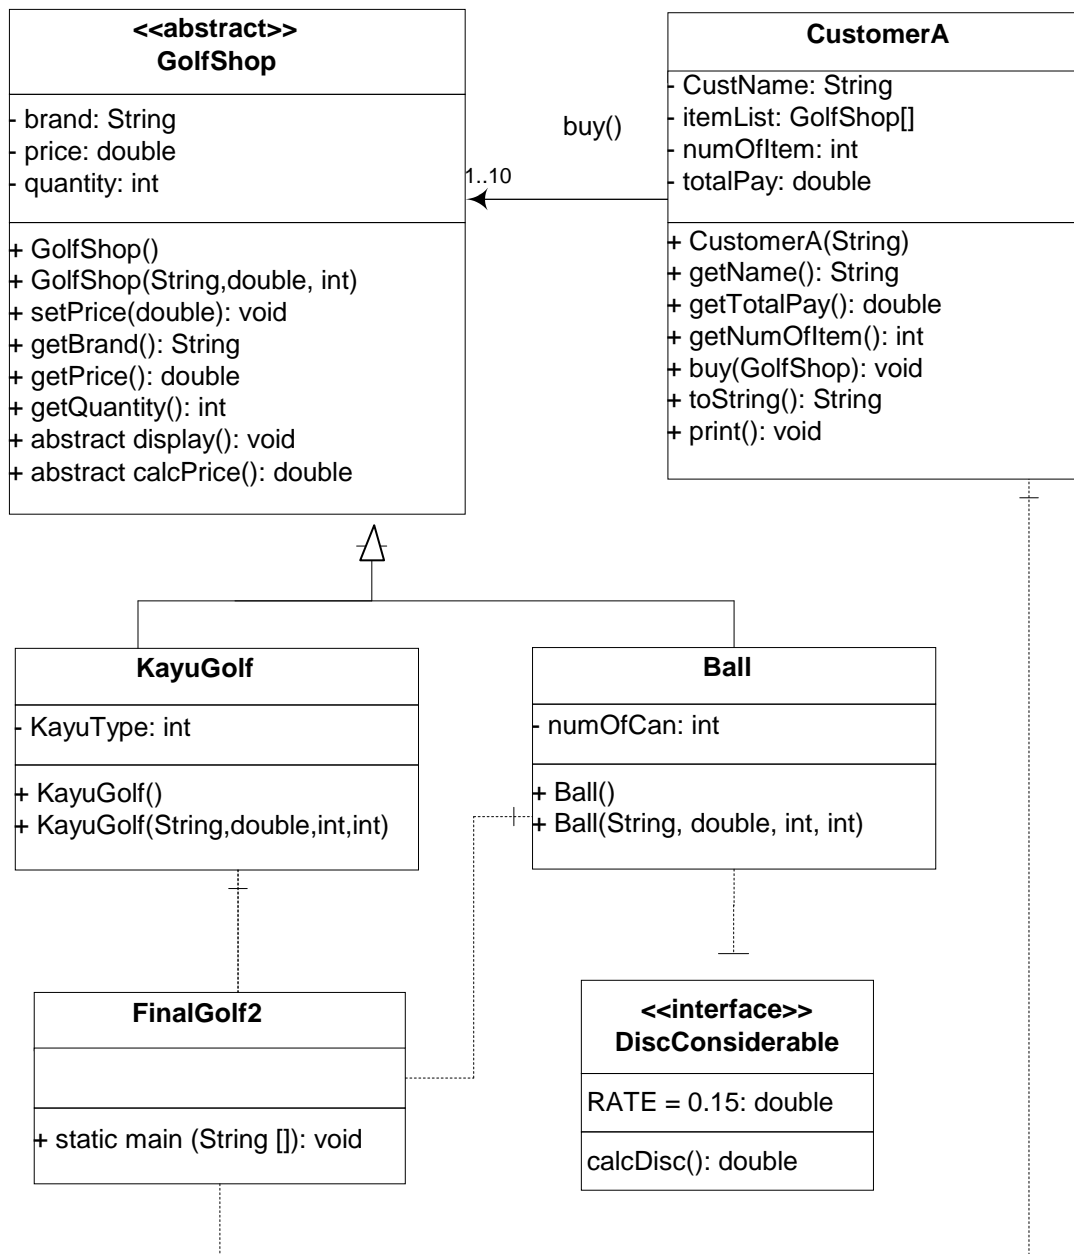 <<abstract>>
GolfShop
- brand: String
- price: double
- quantity: int
+ GolfShop()
+ GolfShop(String,double, int)
+ setPrice(double): void
+ getBrand(): String
+ getPrice(): double
+ getQuantity(): int
+ abstract display(): void
+ abstract calcPrice(): double
buy()
1..10
CustomerA
- CustName: String
- itemList: GolfShop[]
- numOfItem: int
- totalPay: double
+ CustomerA(String)
+ getName(): String
+ getTotalPay(): double
+ getNumOfItem(): int
+ buy(GolfShop): void
+ toString(): String
+ print(): void
KayuGolf
- KayuType: int
+ KayuGolf()
+ KayuGolf(String,double,int,int)
Ball
- numOfCan: int
+ Ball()
+ Ball(String, double, int, int)
FinalGolf2
+ static main (String []): void
<<interface>>
DiscConsiderable
RATE = 0.15: double
calcDisc(): double